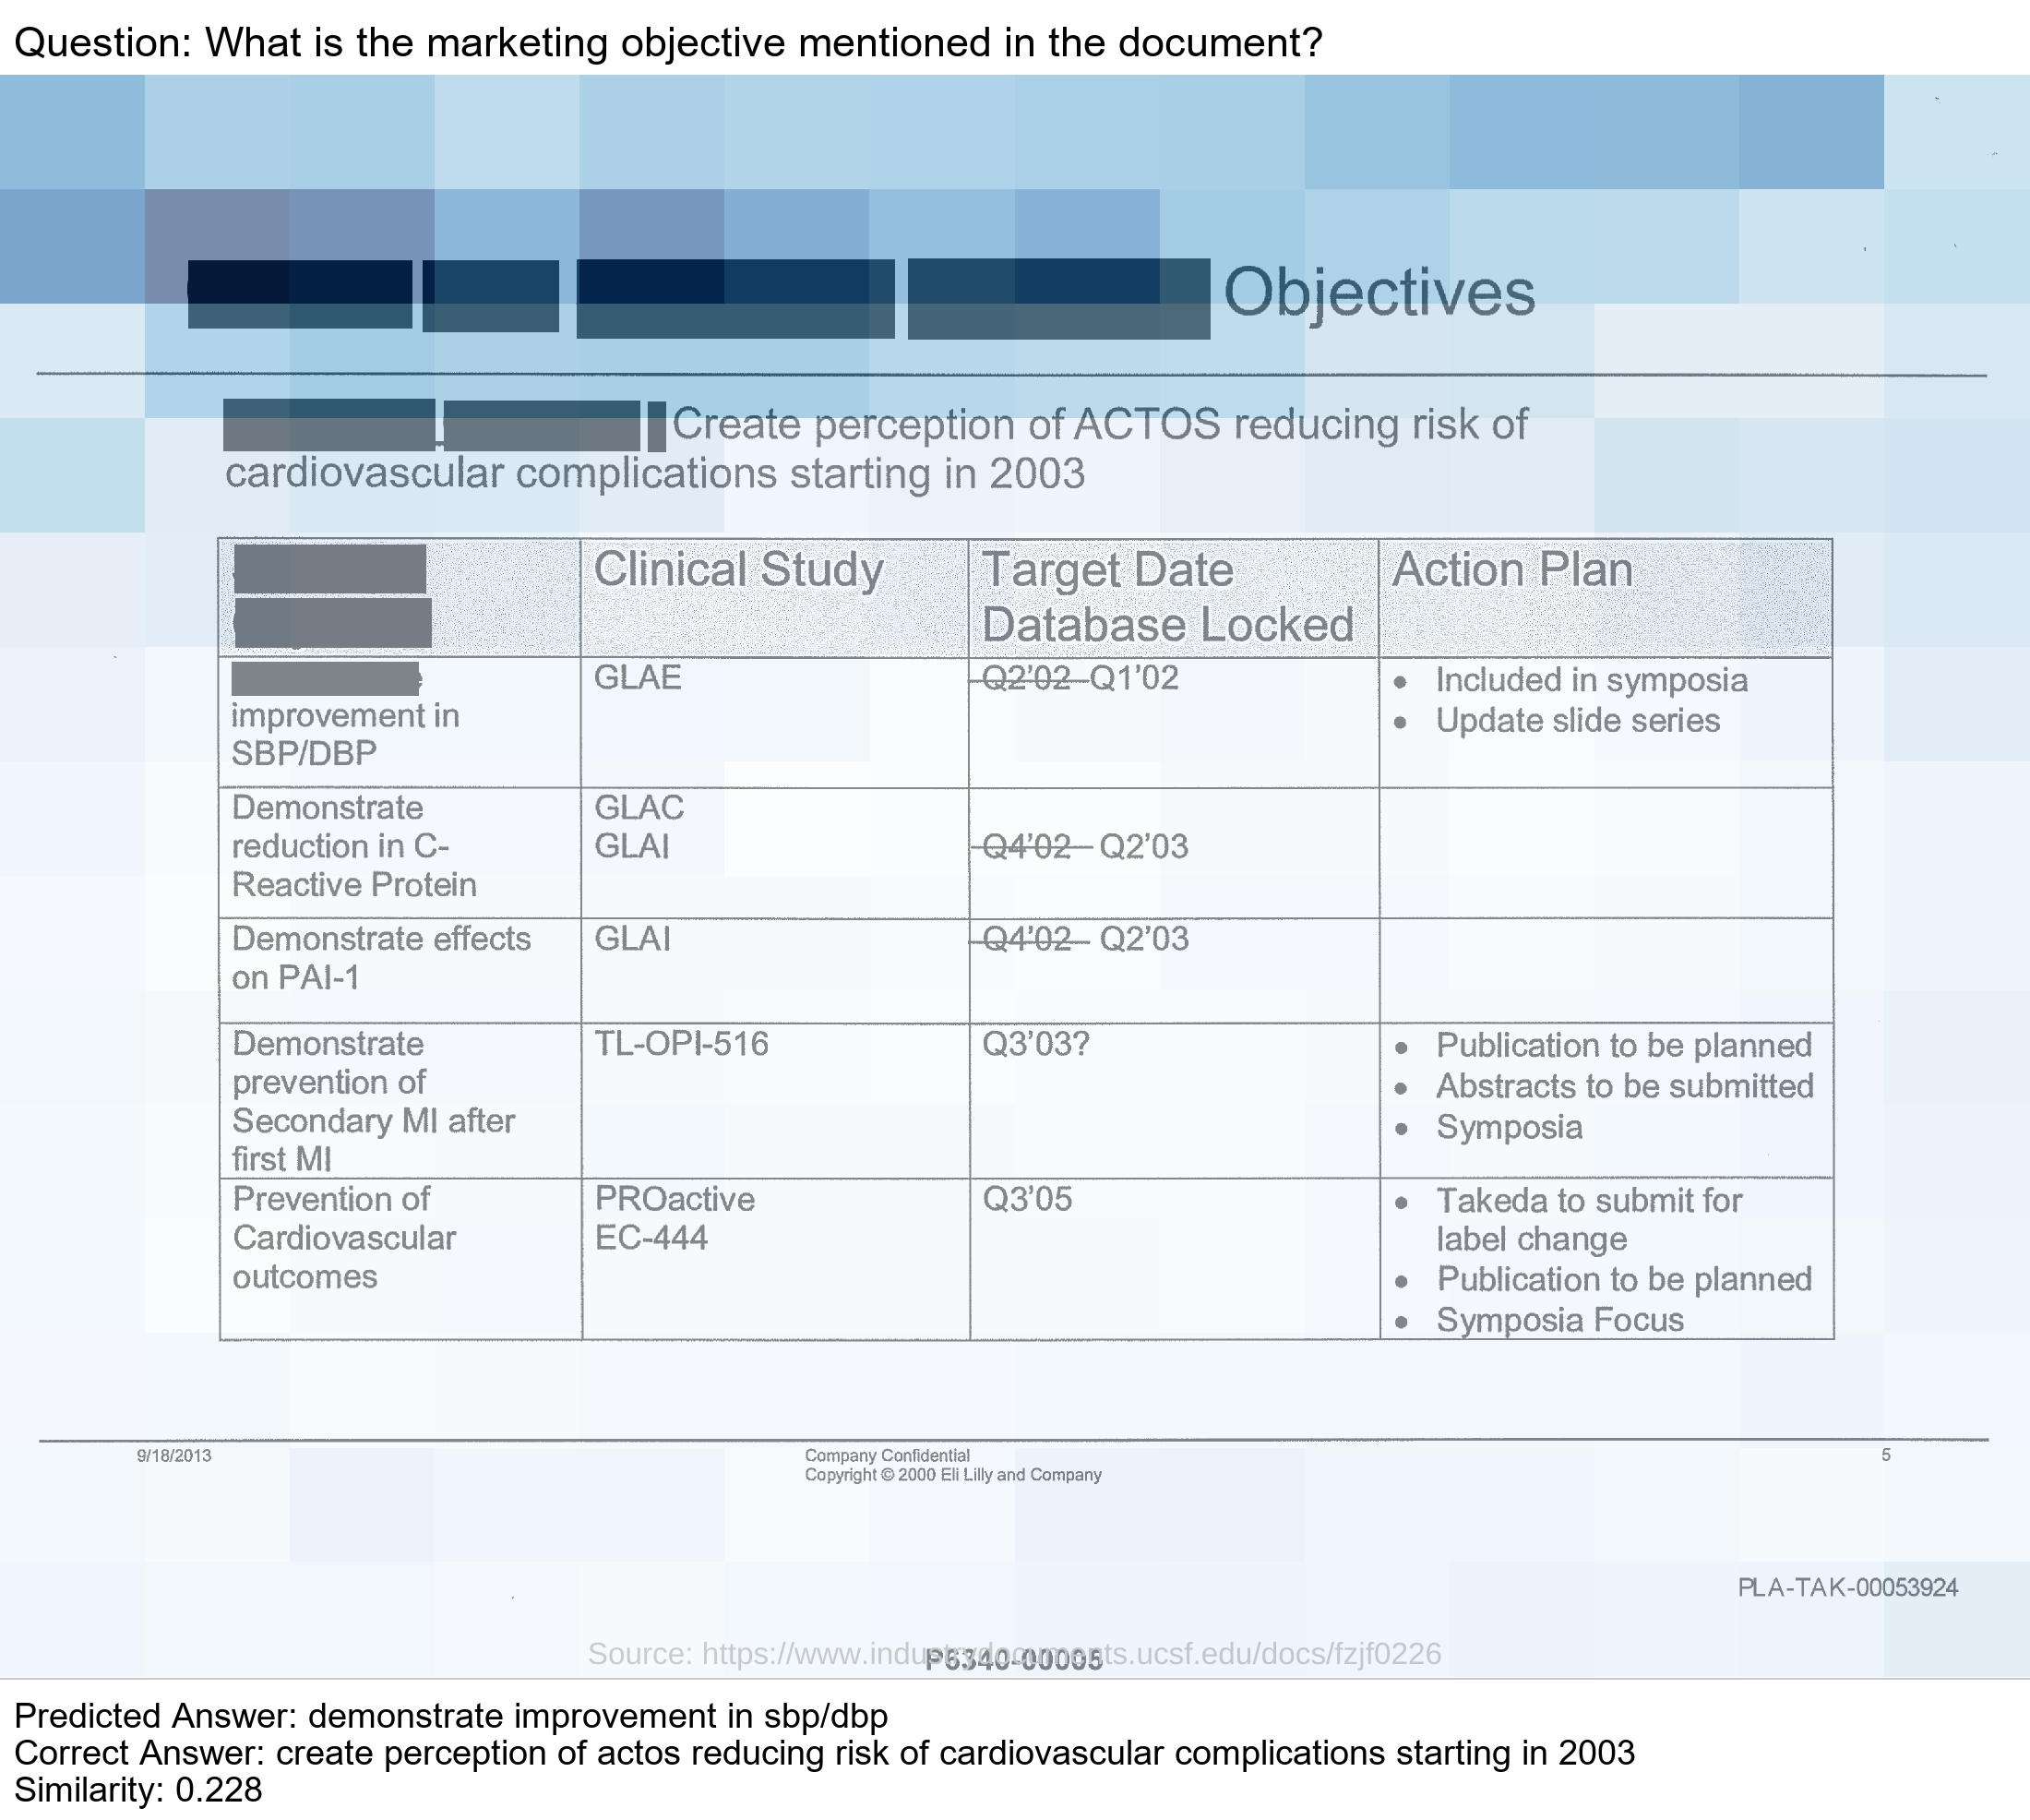 Question: What is the marketing objective mentioned in the document?
Objectives
Create perception of ACTOS reducing risk of
cardiovascular complications starting in 2003
Clinical Study
Target Date
Database Locked
Action Plan
improvement in
SBP/DBP
GLAE
Q2'02 Q1'02
• Included in symposia
• Update slide series
Demonstrate
reduction in C-
Reactive Protein
GLAC
GLAI
Q4'02 Q2'03
Demonstrate effects
on PAI-1
GLAI
Q4'02 Q2'03
Demonstrate
prevention of
Secondary MI after
first MI
TL-OPI-516
Q3'03?
• Publication to be planned
• Abstracts to be submitted
• Symposia
Prevention of
Cardiovascular
outcomes
PROactive
EC-444
Q3'05
• Takeda to submit for
label change
• Publication to be planned
• Symposia Focus
9/18/2013
Company Confidential
Copyright © 2000 Eli Lilly and Company
5
PLA-TAK-00053924
Source: https://www.industrydocuments.ucsf.edu/docs/fzjf0226
Predicted Answer: demonstrate improvement in sbp/dbp
Correct Answer: create perception of actos reducing risk of cardiovascular complications starting in 2003
Similarity: 0.228